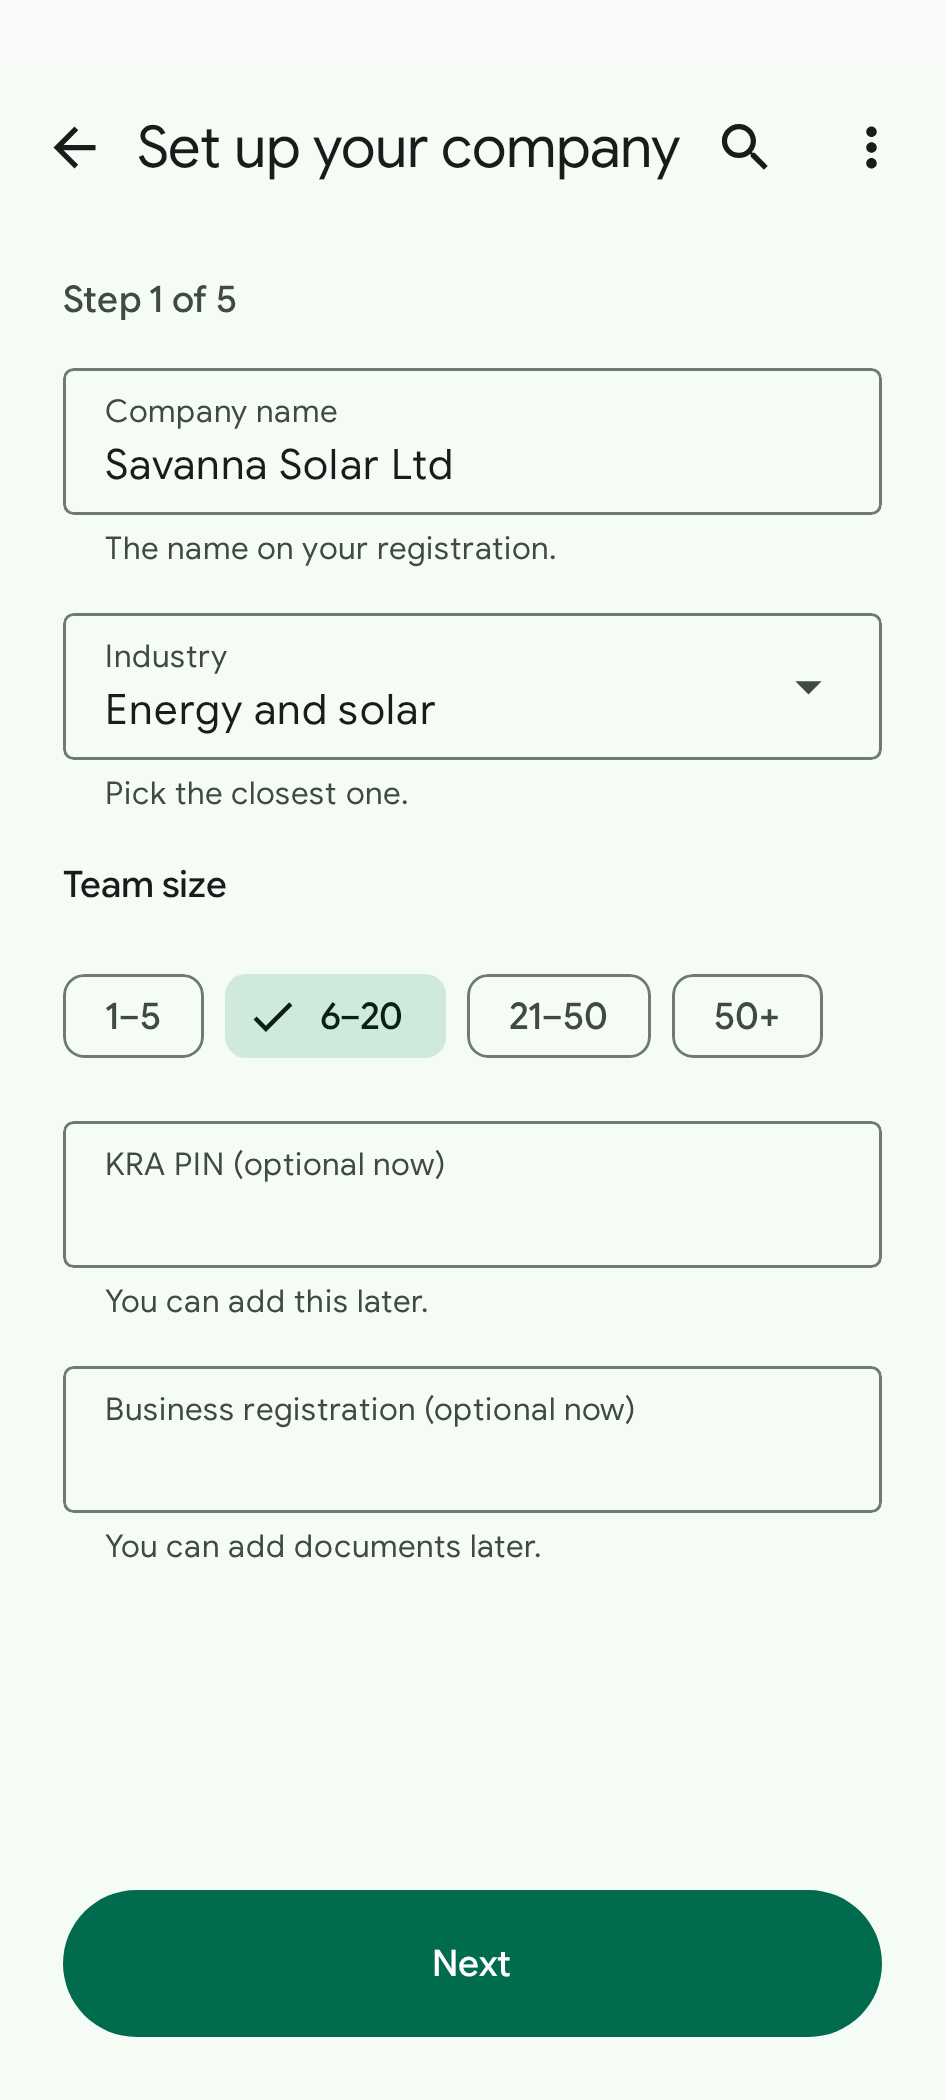 Set up your company
Step 1 of 5
Company name
Savanna Solar Ltd
The name on your registration.
Industry
Energy and solar
Pick the closest one.
Team size
1–5 6–20 21–50 50+
KRA PIN (optional now)
You can add this later.
Business registration (optional now)
You can add documents later.
Next